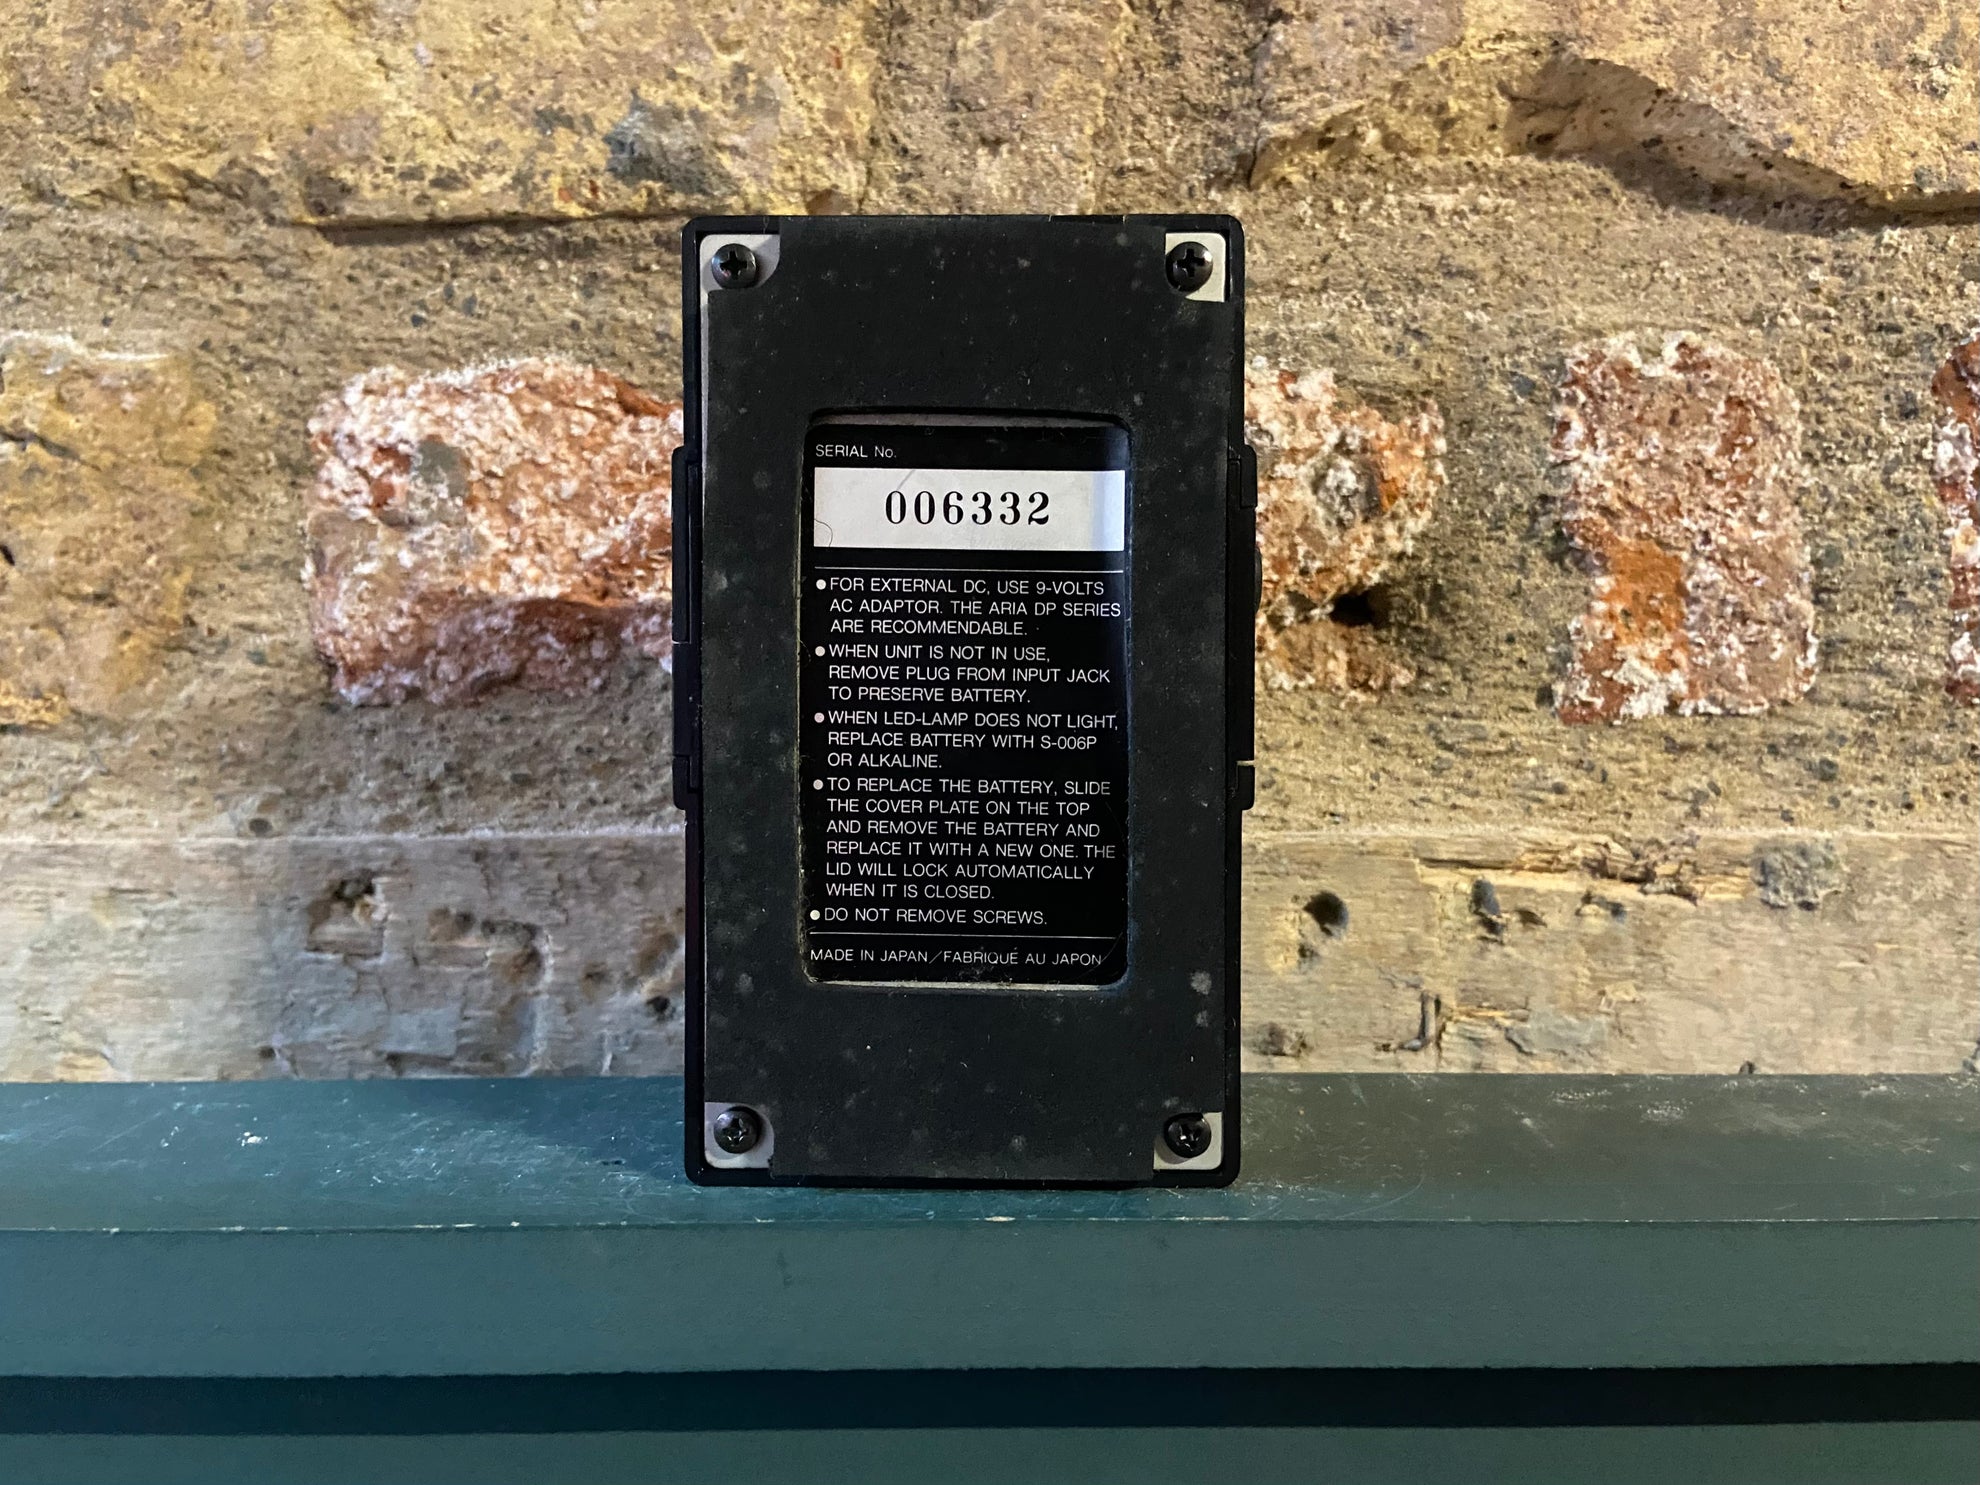 SERIAL No.
006332
● FOR EXTERNAL DC, USE 9-VOLTS
AC ADAPTOR. THE ARIA DP SERIES
ARE RECOMMENDABLE.
● WHEN UNIT IS NOT IN USE,
REMOVE PLUG FROM INPUT JACK
TO PRESERVE BATTERY.
● WHEN LED-LAMP DOES NOT LIGHT,
REPLACE BATTERY WITH S-006P
OR ALKALINE.
● TO REPLACE THE BATTERY, SLIDE
THE COVER PLATE ON THE TOP
AND REMOVE THE BATTERY AND
REPLACE IT WITH A NEW ONE. THE
LID WILL LOCK AUTOMATICALLY
WHEN IT IS CLOSED.
● DO NOT REMOVE SCREWS.
MADE IN JAPAN/FABRIQUÉ AU JAPON